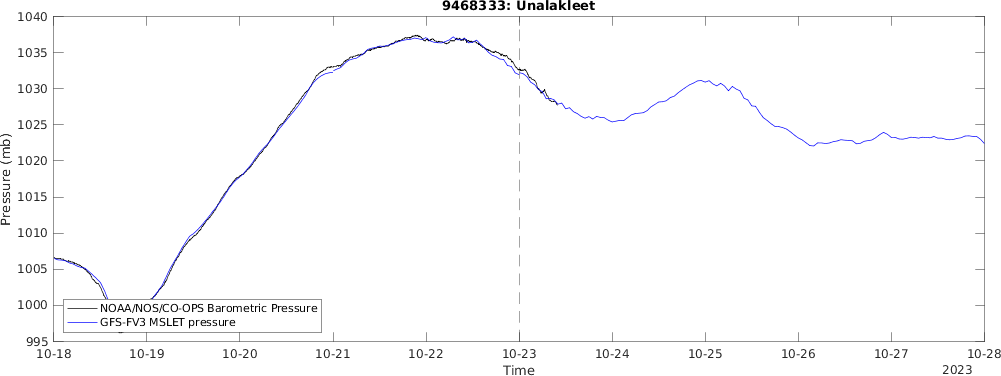 9468333: Unalakleet
1040
1035
1030
1025
1020
1015
1010
1005
1000
995
Pressure (mb)
NOAA/NOS/CO-OPS Barometric Pressure
GFS-FV3 MSLET pressure
10-18 10-19 10-20 10-21 10-22 10-23 10-24 10-25 10-26 10-27 10-28
Time
2023